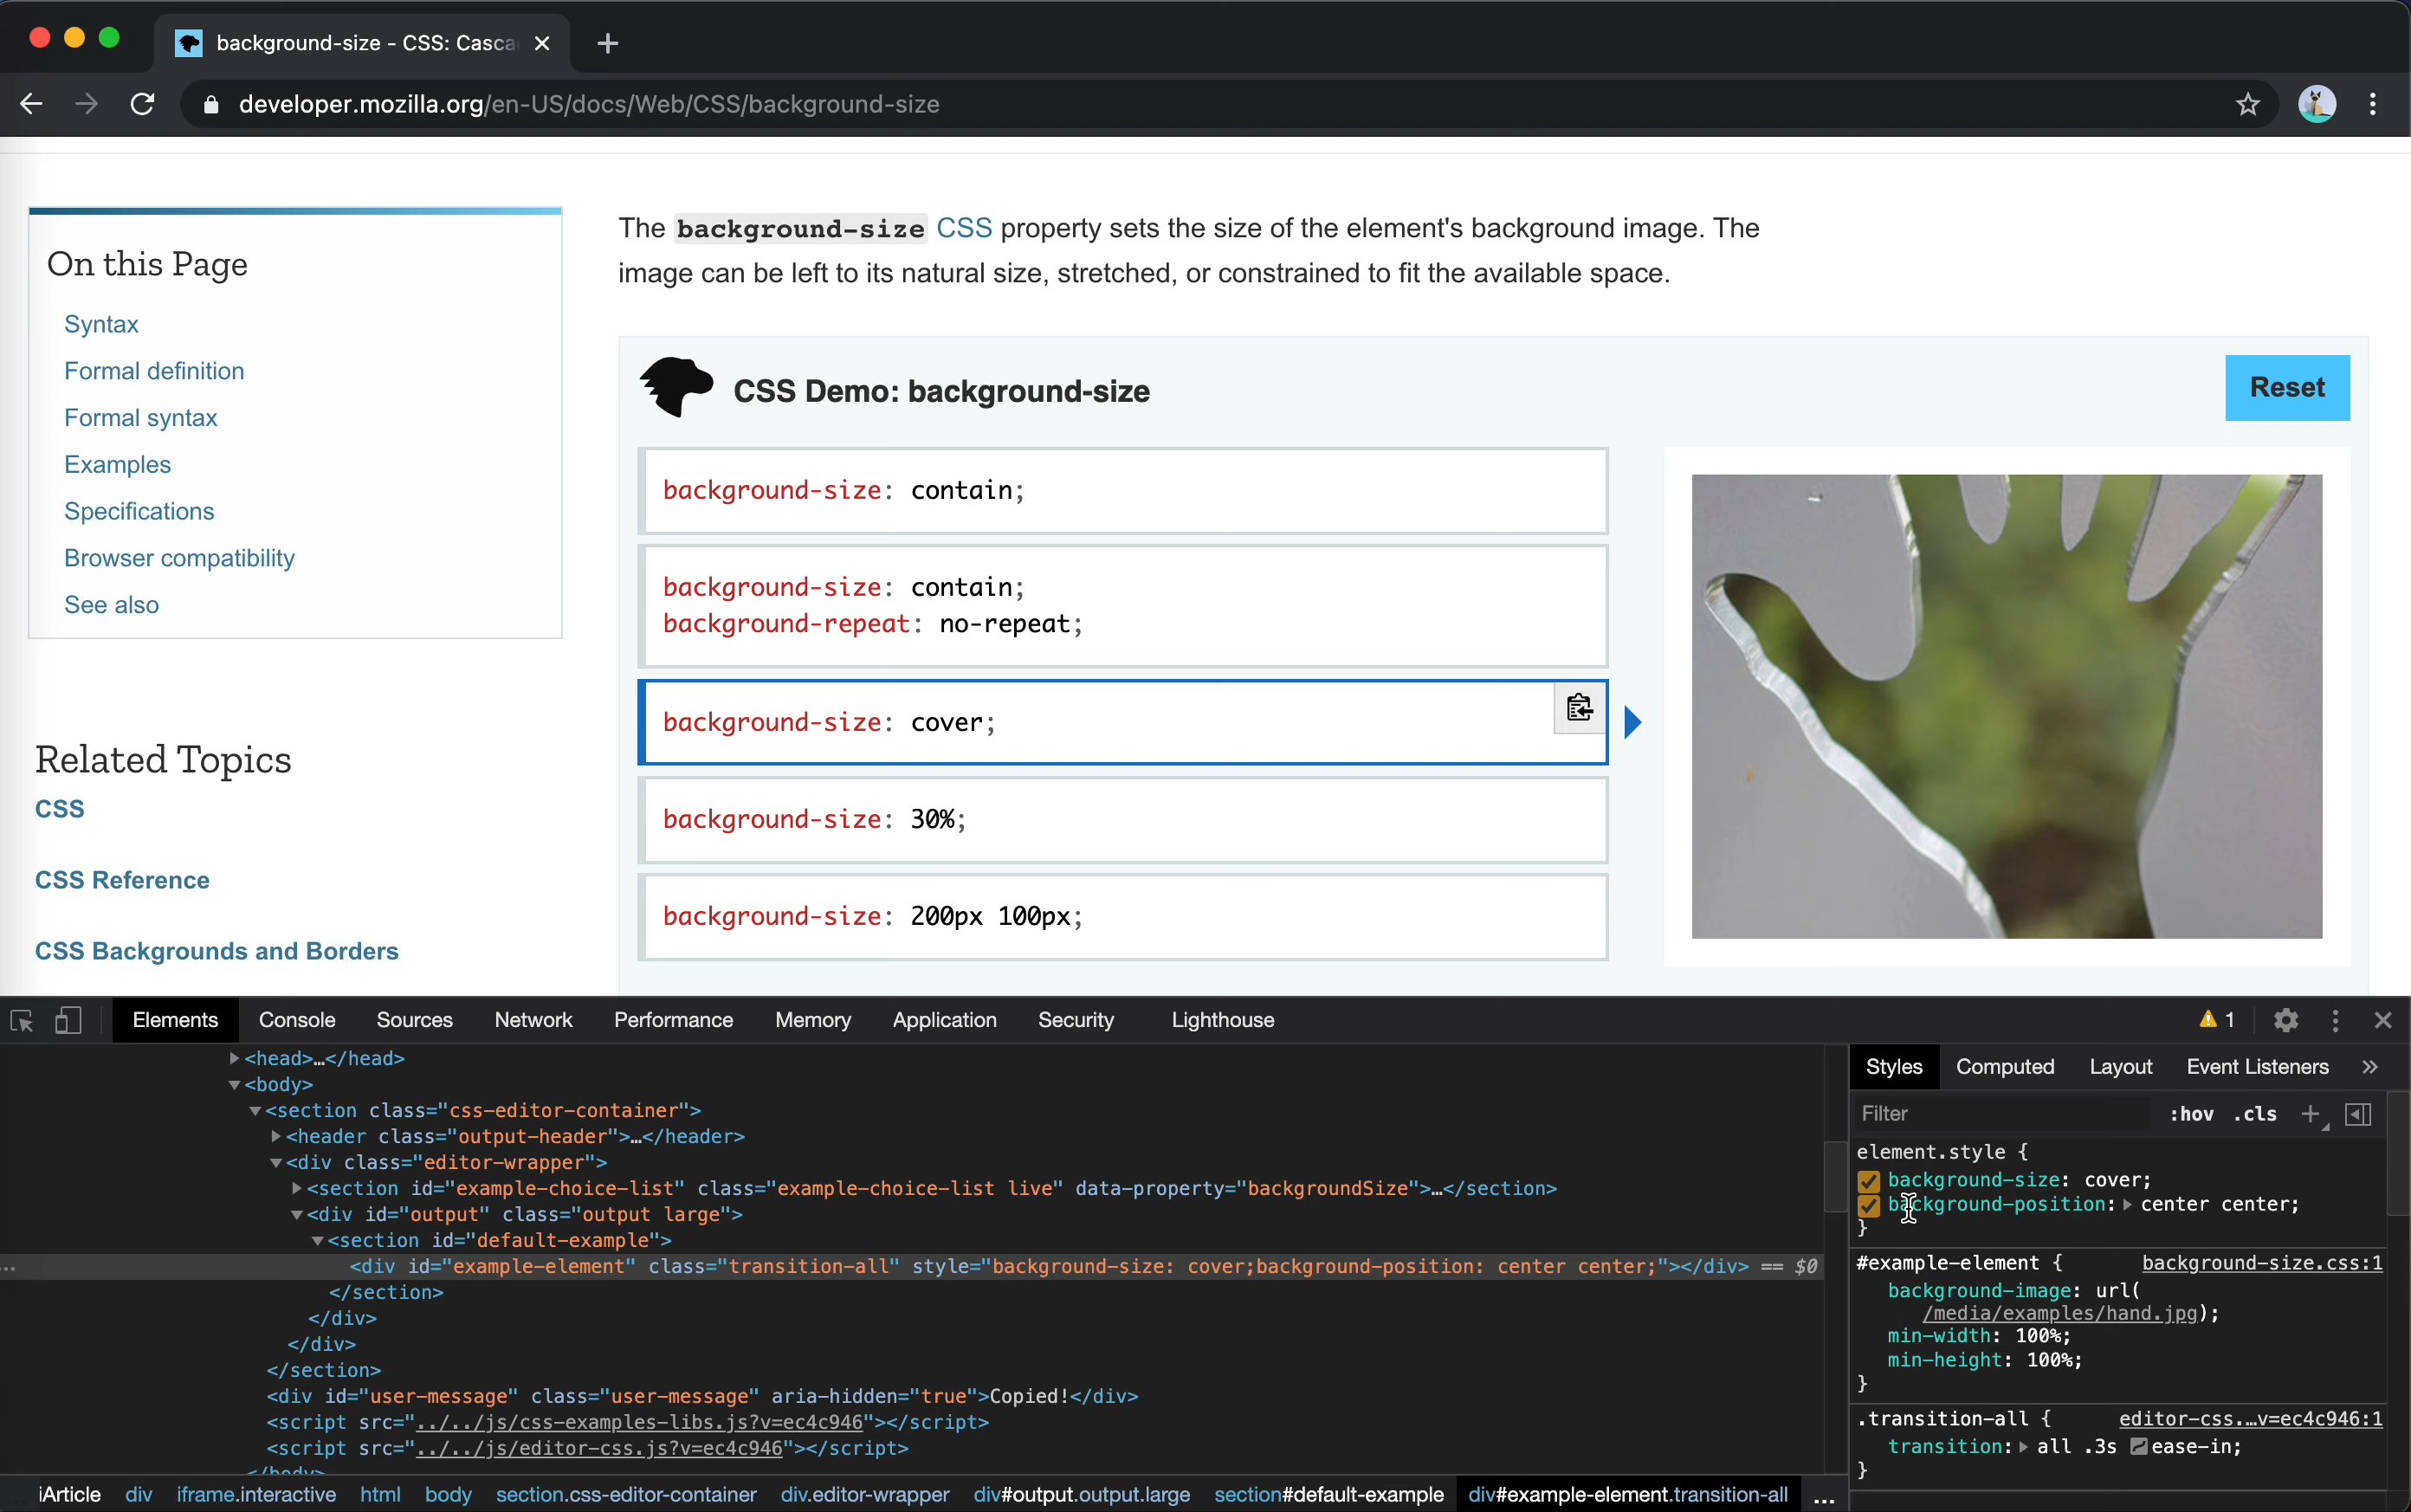 background-size - CSS: Casca
developer.mozilla.org/en-US/docs/Web/CSS/background-size
On this Page
Syntax
Formal definition
Formal syntax
Examples
Specifications
Browser compatibility
See also
Related Topics
CSS
CSS Reference
CSS Backgrounds and Borders
The background-size CSS property sets the size of the element's background image. The
image can be left to its natural size, stretched, or constrained to fit the available space.
CSS Demo: background-size
Reset
background-size: contain;
background-size: contain;
background-repeat: no-repeat;
background-size: cover;
background-size: 30%;
background-size: 200px 100px;
Elements Console Sources Network Performance Memory Application Security Lighthouse 1
<head>…</head>
<body>
<section class="css-editor-container">
<header class="output-header">…</header>
<div class="editor-wrapper">
<section id="example-choice-list" class="example-choice-list live" data-property="backgroundSize">…</section>
<div id="output" class="output large">
<section id="default-example">
… <div id="example-element" class="transition-all" style="background-size: cover;background-position: center center;"></div> == $0
</section>
</div>
</div>
</section>
<div id="user-message" class="user-message" aria-hidden="true">Copied!</div>
<script src="../../js/css-examples-libs.js?v=ec4c946"></script>
<script src="../../js/editor-css.js?v=ec4c946"></script>
</body>
iArticle div iframe.interactive html body section.css-editor-container div.editor-wrapper div#output.output.large section#default-example div#example-element.transition-all ...
Styles Computed Layout Event Listeners »
Filter :hov .cls +
element.style {
background-size: cover;
background-position: center center;
}
#example-element { background-size.css:1
background-image: url(
/media/examples/hand.jpg);
min-width: 100%;
min-height: 100%;
}
.transition-all { editor-css.…v=ec4c946:1
transition: all .3s ease-in;
}